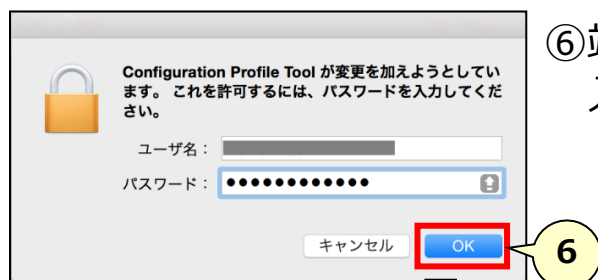 ⑥
Configuration Profile Tool が変更を加えようとしてい
ます。 これを許可するには、パスワードを入力してくだ
さい。
ユーザ名：
パスワード：●●●●●●●●●●●●
キャンセル
OK
6